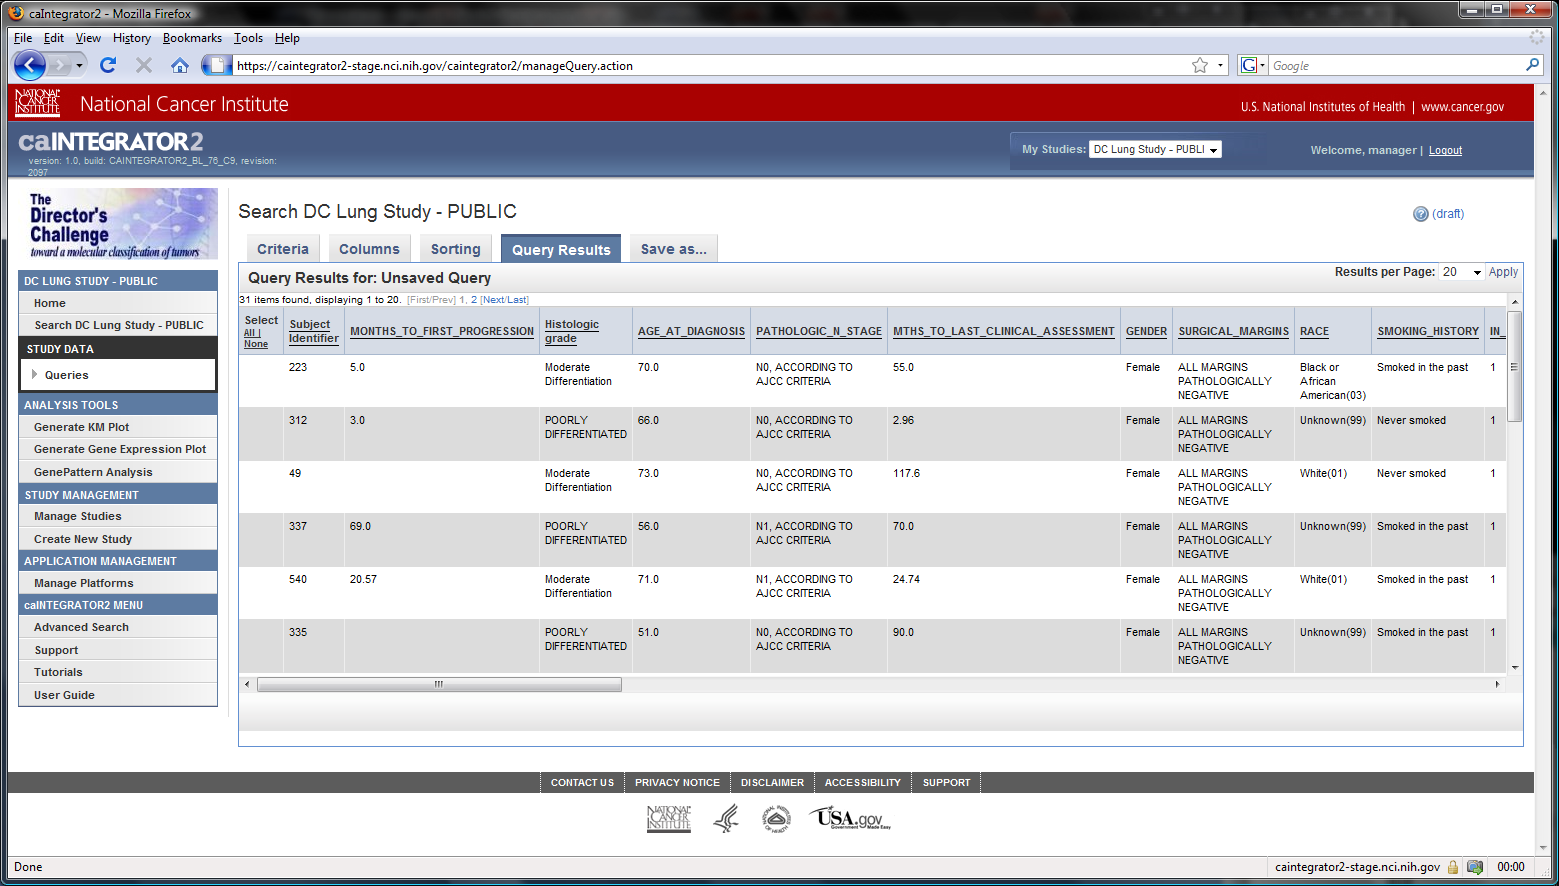 caIntegrator2 - Mozilla Firefox
File Edit View History Bookmarks Tools Help
https://caintegrator2-stage.nci.nih.gov/caintegrator2/manageQuery.action
G Google
NATIONAL CANCER INSTITUTE National Cancer Institute
U.S. National Institutes of Health | www.cancer.gov
caINTEGRATOR2
version: 1.0, build: CAINTEGRATOR2_BL_76_C9, revision:
2097
My Studies: DC Lung Study - PUBLI
Welcome, manager | Logout
The
Director's
Challenge
toward a molecular classification of tumors
DC LUNG STUDY - PUBLIC
Home
Search DC Lung Study - PUBLIC
STUDY DATA
Queries
ANALYSIS TOOLS
Generate KM Plot
Generate Gene Expression Plot
GenePattern Analysis
STUDY MANAGEMENT
Manage Studies
Create New Study
APPLICATION MANAGEMENT
Manage Platforms
caINTEGRATOR2 MENU
Advanced Search
Support
Tutorials
User Guide
Search DC Lung Study - PUBLIC
? (draft)
Criteria Columns Sorting Query Results Save as...
Query Results for: Unsaved Query
Results per Page: 20 Apply
31 items found, displaying 1 to 20. [First/Prev] 1, 2 [Next/Last]
Select All | None Subject Identifier MONTHS_TO_FIRST_PROGRESSION Histologic grade AGE_AT_DIAGNOSIS PATHOLOGIC_N_STAGE MTHS_TO_LAST_CLINICAL_ASSESSMENT GENDER SURGICAL_MARGINS RACE SMOKING_HISTORY IN_
223 5.0 Moderate Differentiation 70.0 N0, ACCORDING TO AJCC CRITERIA 55.0 Female ALL MARGINS PATHOLOGICALLY NEGATIVE Black or African American(03) Smoked in the past 1
312 3.0 POORLY DIFFERENTIATED 66.0 N0, ACCORDING TO AJCC CRITERIA 2.96 Female ALL MARGINS PATHOLOGICALLY NEGATIVE Unknown(99) Never smoked 1
49 Moderate Differentiation 73.0 N0, ACCORDING TO AJCC CRITERIA 117.6 Female ALL MARGINS PATHOLOGICALLY NEGATIVE White(01) Never smoked 1
337 69.0 POORLY DIFFERENTIATED 56.0 N1, ACCORDING TO AJCC CRITERIA 70.0 Female ALL MARGINS PATHOLOGICALLY NEGATIVE Unknown(99) Smoked in the past 1
540 20.57 Moderate Differentiation 71.0 N1, ACCORDING TO AJCC CRITERIA 24.74 Female ALL MARGINS PATHOLOGICALLY NEGATIVE White(01) Smoked in the past 1
335 POORLY DIFFERENTIATED 51.0 N0, ACCORDING TO AJCC CRITERIA 90.0 Female ALL MARGINS PATHOLOGICALLY NEGATIVE Unknown(99) Smoked in the past 1
CONTACT US PRIVACY NOTICE DISCLAIMER ACCESSIBILITY SUPPORT
NATIONAL CANCER INSTITUTE USA.gov
Government Made Easy
Done
caintegrator2-stage.nci.nih.gov 00:00